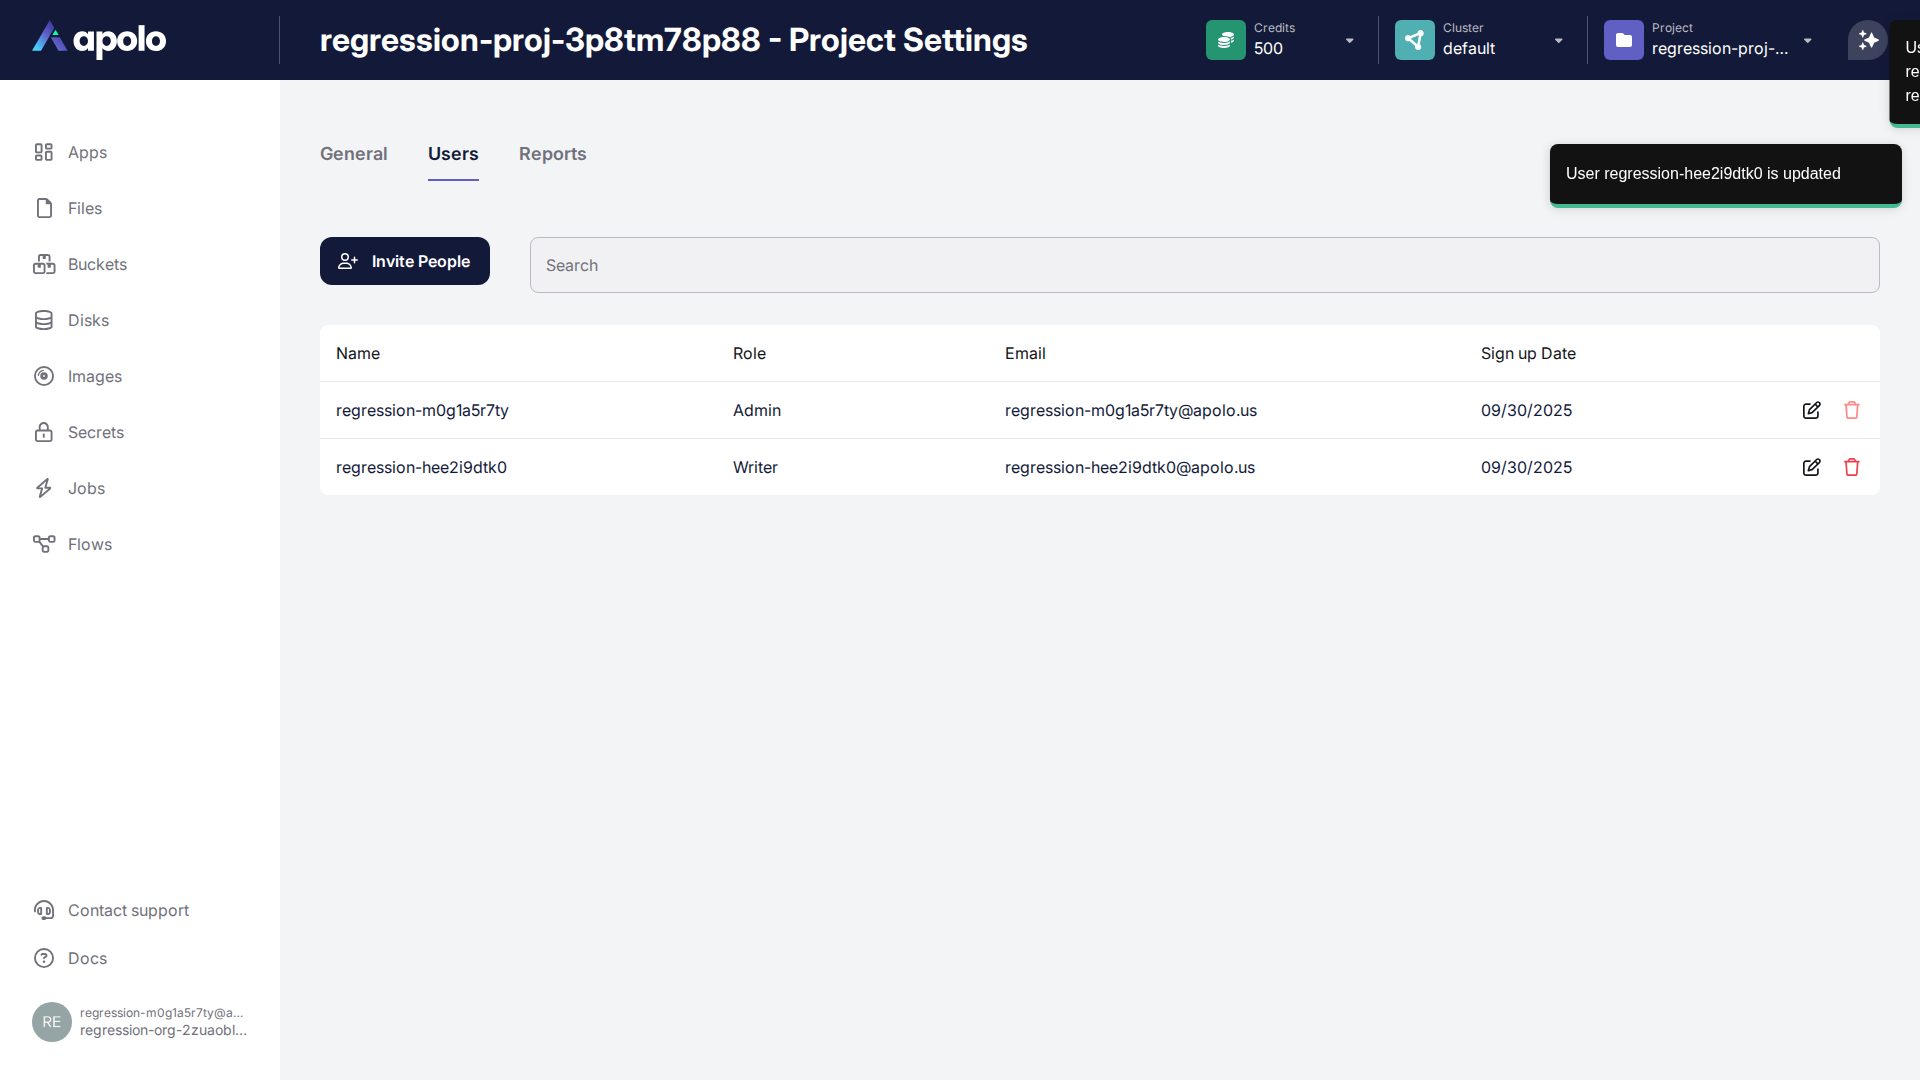 apolo
regression-proj-3p8tm78p88 - Project Settings
Credits
500
Cluster
default
Project
regression-proj-...
User regression-hee2i9dtk0 is updated
Apps
Files
Buckets
Disks
Images
Secrets
Jobs
Flows
Contact support
Docs
RE
regression-m0g1a5r7ty@a...
regression-org-2zuaobl...
General
Users
Reports
Invite People
Search
Name Role Email Sign up Date
regression-m0g1a5r7ty Admin regression-m0g1a5r7ty@apolo.us 09/30/2025
regression-hee2i9dtk0 Writer regression-hee2i9dtk0@apolo.us 09/30/2025